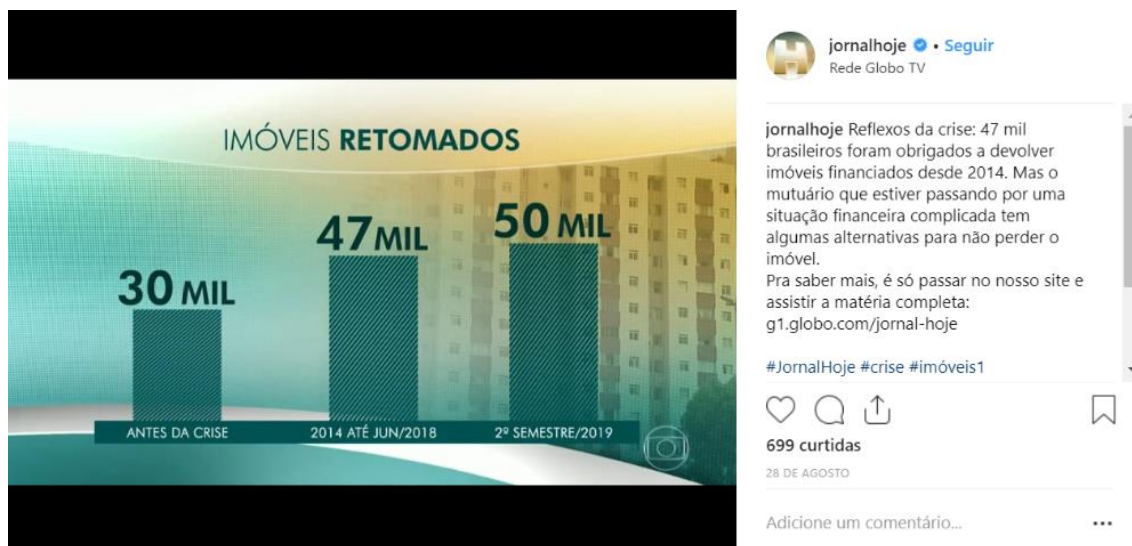 IMÓVEIS RETOMADOS
30 MIL
47 MIL
50 MIL
ANTES DA CRISE
2014 ATÉ JUN/2018
2º SEMESTRE/2019
jornalhoje • Seguir
Rede Globo TV
jornalhoje Reflexos da crise: 47 mil
brasileiros foram obrigados a devolver
imóveis financiados desde 2014. Mas o
mutuário que estiver passando por uma
situação financeira complicada tem
algumas alternativas para não perder o
imóvel.
Pra saber mais, é só passar no nosso site e
assistir a matéria completa:
g1.globo.com/jornal-hoje
#JornalHoje #crise #imóveis1
699 curtidas
28 DE AGOSTO
Adicione um comentário...